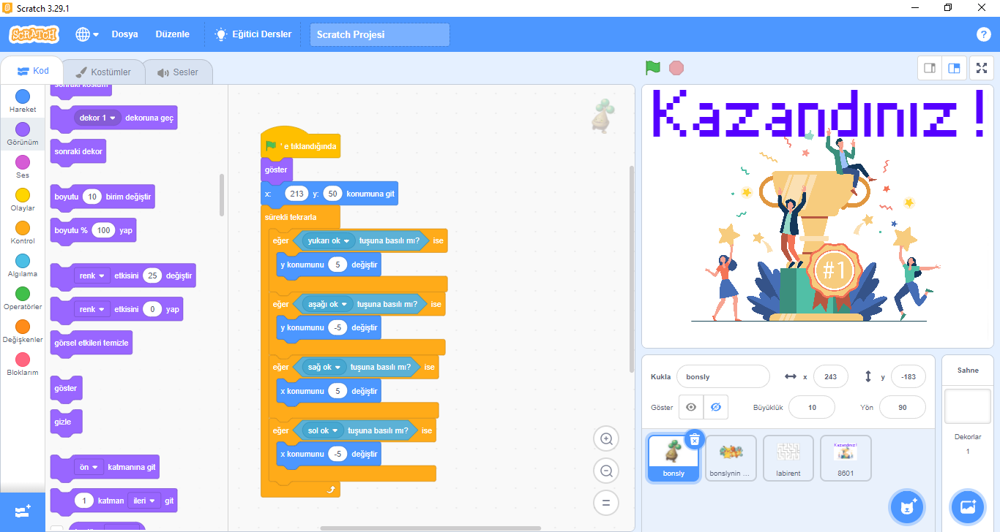 Scratch 3.29.1
SCRATCH
Dosya
Düzenle
Eğitici Dersler
Scratch Projesi
?
Kod
Kostümler
Sesler
Hareket
Görünüm
Ses
Olaylar
Kontrol
Algılama
Operatörler
Değişkenler
Bloklarım
sonraki kostüm
dekor 1 dekoruna geç
sonraki dekor
boyutu 10 birim değiştir
boyutu % 100 yap
renk etkisini 25 değiştir
renk etkisini 0 yap
görsel etkileri temizle
göster
gizle
ön katmanına git
1 katman ileri git
' e tıklandığında
göster
x: 213 y: 50 konumuna git
sürekli tekrarla
eğer yukarı ok tuşuna basılı mı? ise
y konumunu 5 değiştir
eğer aşağı ok tuşuna basılı mı? ise
y konumunu -5 değiştir
eğer sağ ok tuşuna basılı mı? ise
x konumunu 5 değiştir
eğer sol ok tuşuna basılı mı? ise
x konumunu -5 değiştir
Kazandınız !
#1
Kukla bonsly x 243 y -183
Göster Büyüklük 10 Yön 90
bonsly
bonslynin ...
labirent
Kazandınız !
8601
Sahne
Dekorlar
1